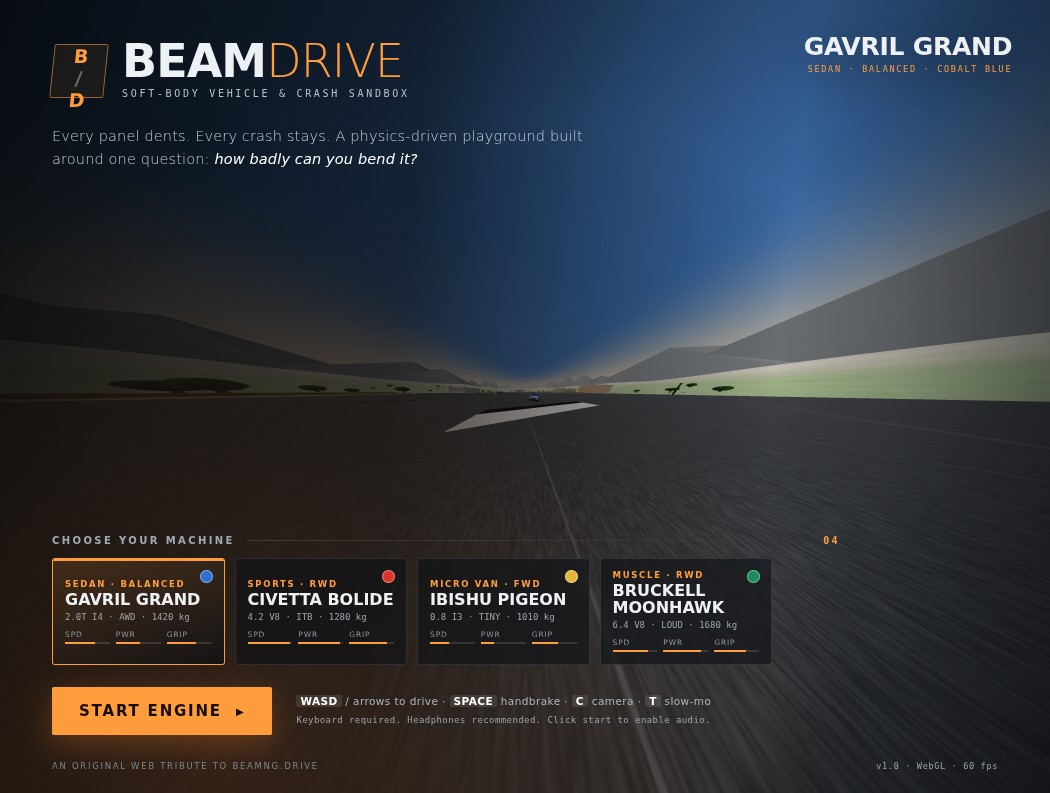 B
/
D
BEAMDRIVE
SOFT-BODY VEHICLE & CRASH SANDBOX
GAVRIL GRAND
SEDAN · BALANCED · COBALT BLUE
Every panel dents. Every crash stays. A physics-driven playground built
around one question: how badly can you bend it?
CHOOSE YOUR MACHINE
04
SEDAN · BALANCED
GAVRIL GRAND
2.0T I4 · AWD · 1420 kg
SPD PWR GRIP
SPORTS · RWD
CIVETTA BOLIDE
4.2 V8 · ITB · 1280 kg
SPD PWR GRIP
MICRO VAN · FWD
IBISHU PIGEON
0.8 I3 · TINY · 1010 kg
SPD PWR GRIP
MUSCLE · RWD
BRUCKELL
MOONHAWK
6.4 V8 · LOUD · 1680 kg
SPD PWR GRIP
START ENGINE ▸
WASD / arrows to drive · SPACE handbrake · C camera · T slow-mo
Keyboard required. Headphones recommended. Click start to enable audio.
AN ORIGINAL WEB TRIBUTE TO BEAMNG.DRIVE
v1.0 · WebGL · 60 fps